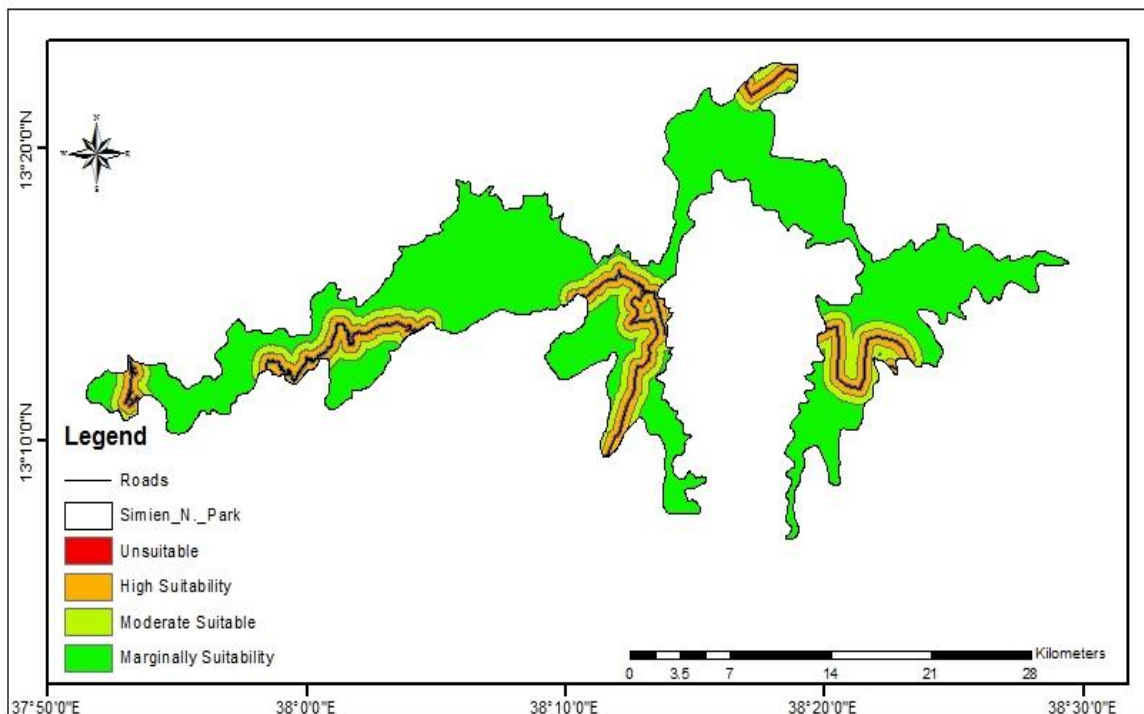 N
W
E
S
13°20'0"N
13°10'0"N
Legend
Roads
Simien_N._Park
Unsuitable
High Suitability
Moderate Suitable
Marginally Suitability
Kilometers
0 3.5 7 14 21 28
37°50'0"E 38°0'0"E 38°10'0"E 38°20'0"E 38°30'0"E